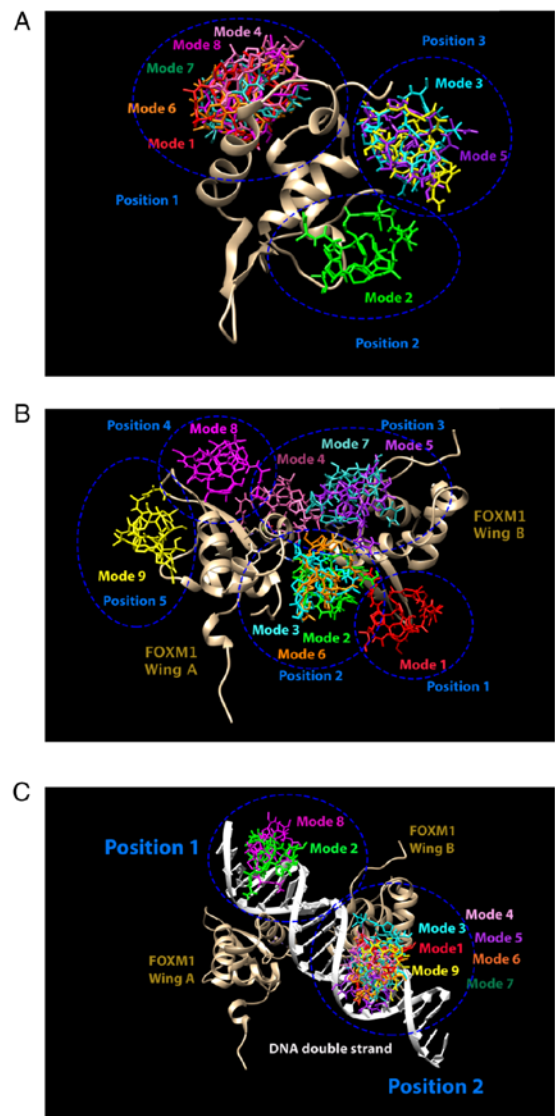 A
Mode 4
Mode 8
Position 3
Mode 7
Mode 3
Mode 6
Mode 1
Mode 5
Position 1
Mode 2
Position 2
B
Position 4
Mode 8
Position 3
Mode 7
Mode 5
Mode 4
FOXM1
Wing B
Mode 9
Position 5
Mode 3
Mode 2
FOXM1
Wing A
Mode 6
Position 2
Mode 1
Position 1
C
Position 1
Mode 8
Mode 2
FOXM1
Wing B
Mode 4
Mode 3
Mode 5
Mode1
Mode 6
Mode 9
Mode 7
FOXM1
Wing A
DNA double strand
Position 2